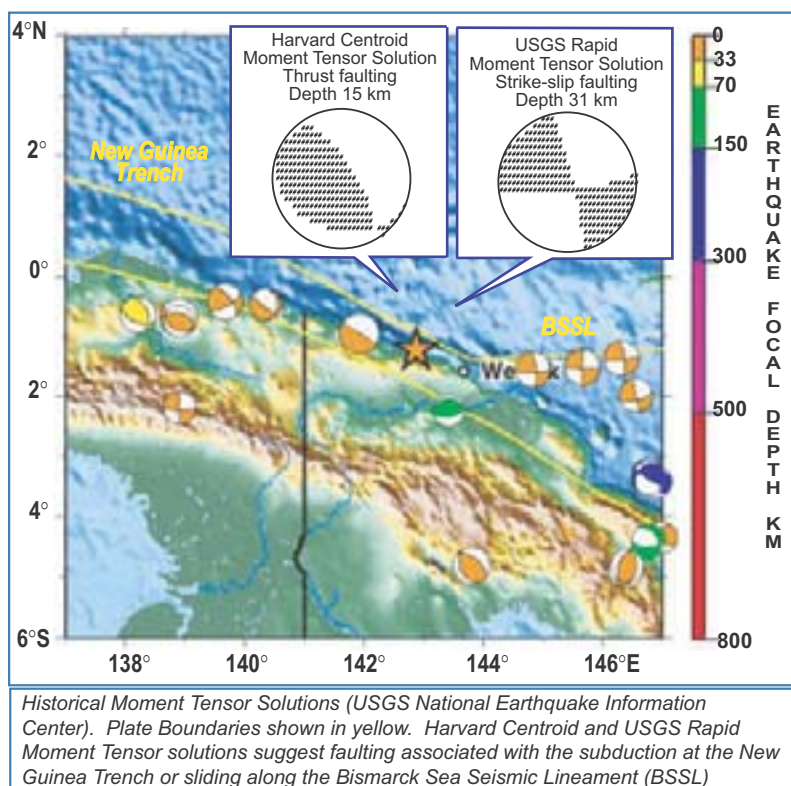 4°N
2°
0°
2°
4°
6°S
138°
140°
142°
144°
146°E
Harvard Centroid
Moment Tensor Solution
Thrust faulting
Depth 15 km
USGS Rapid
Moment Tensor Solution
Strike-slip faulting
Depth 31 km
New Guinea
Trench
BSSL
0
33
70
150
300
500
800
EARTHQUAKE FOCAL DEPTH KM
Historical Moment Tensor Solutions (USGS National Earthquake Information
Center). Plate Boundaries shown in yellow. Harvard Centroid and USGS Rapid
Moment Tensor solutions suggest faulting associated with the subduction at the New
Guinea Trench or sliding along the Bismarck Sea Seismic Lineament (BSSL)